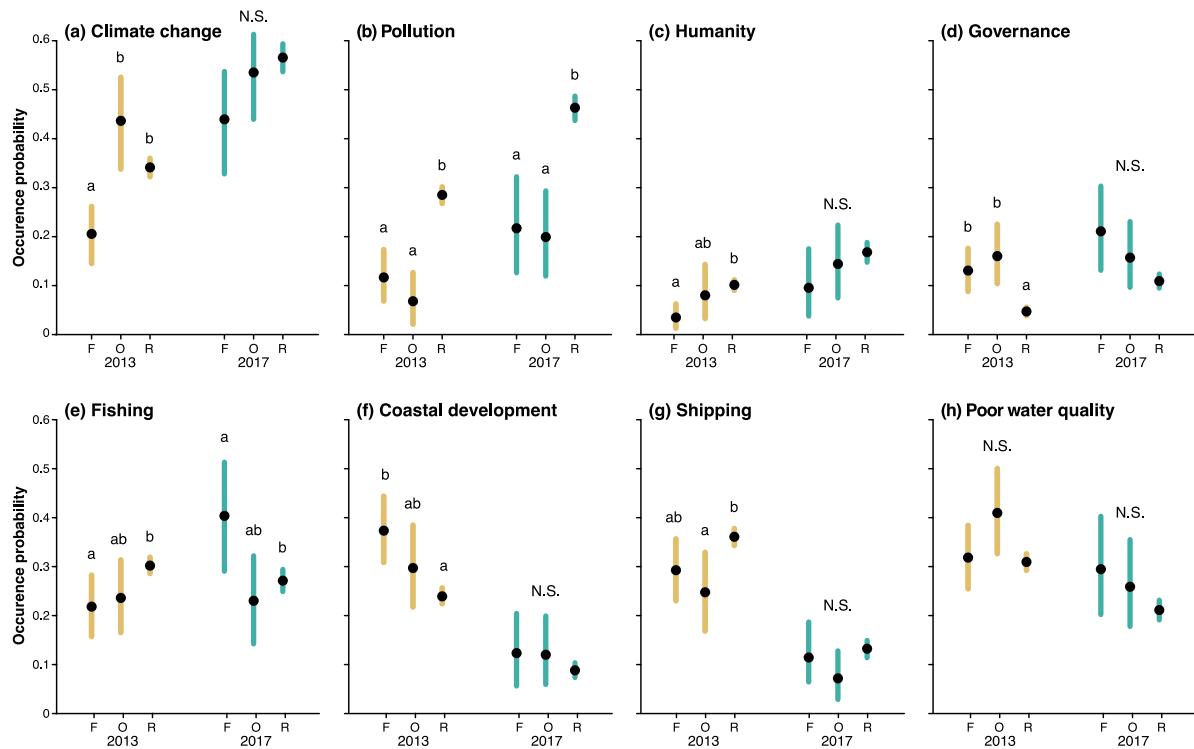 N.S.
(a) Climate change
(b) Pollution
(c) Humanity
(d) Governance
Occurence probability
0.6
0.5
0.4
0.3
0.2
0.1
0
a
b
b
a
a
b
a
a
b
a
ab
b
N.S.
b
b
a
N.S.
F O R F O R
2013 2017
F O R F O R
2013 2017
F O R F O R
2013 2017
F O R F O R
2013 2017
(e) Fishing
(f) Coastal development
(g) Shipping
(h) Poor water quality
Occurence probability
0.6
0.5
0.4
0.3
0.2
0.1
0
a
ab
b
a
ab
b
b
ab
a
N.S.
ab
a
b
N.S.
N.S.
N.S.
F O R F O R
2013 2017
F O R F O R
2013 2017
F O R F O R
2013 2017
F O R F O R
2013 2017